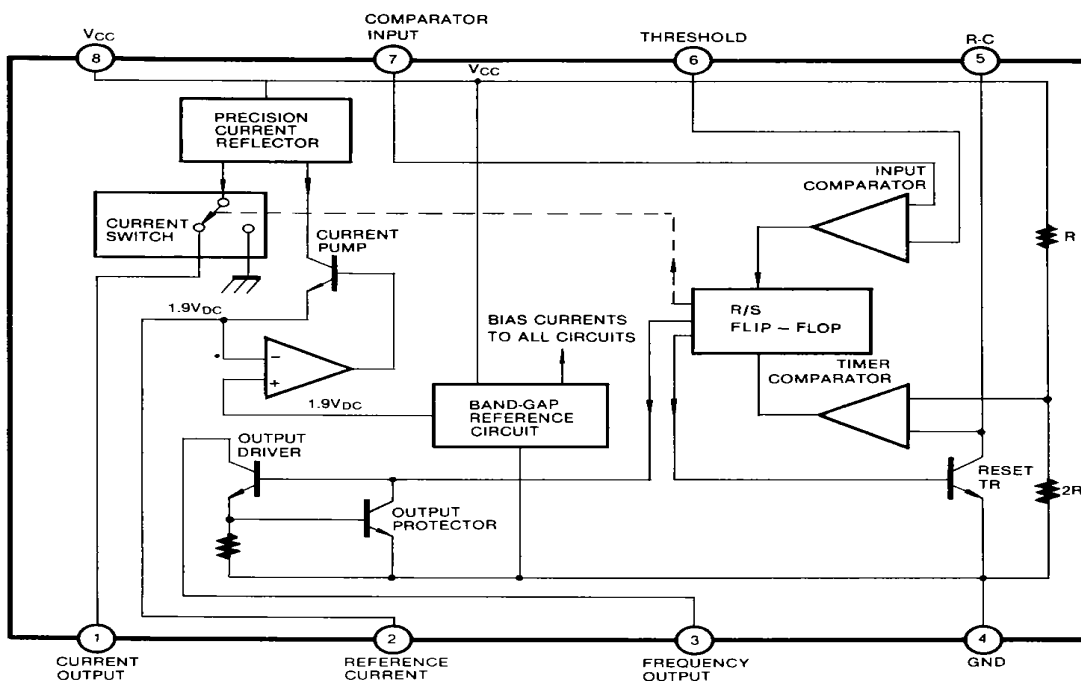 VCC
8
COMPARATOR
INPUT
7
THRESHOLD
6
R-C
5
VCC
PRECISION
CURRENT
REFLECTOR
CURRENT
SWITCH
CURRENT
PUMP
INPUT
COMPARATOR
R
1.9VDC
BIAS CURRENTS
TO ALL CIRCUITS
R/S
FLIP – FLOP
TIMER
COMPARATOR
−
+
1.9VDC
BAND-GAP
REFERENCE
CIRCUIT
OUTPUT
DRIVER
OUTPUT
PROTECTOR
RESET
TR
2R
1
CURRENT
OUTPUT
2
REFERENCE
CURRENT
3
FREQUENCY
OUTPUT
4
GND